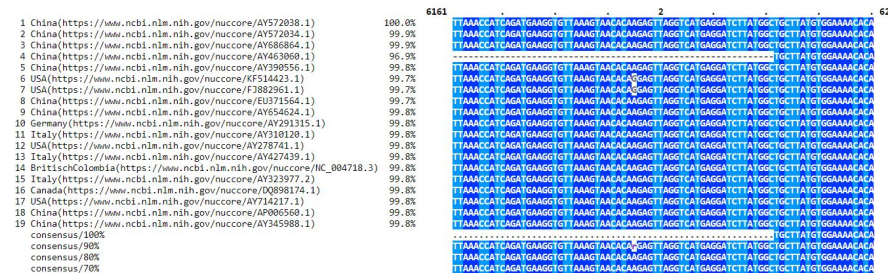 6161 . . . 2 . . . . 62
1 China(https://www.ncbi.nlm.nih.gov/nuccore/AY572038.1) 100.0% TTAAACCATCAGATGAAGGTGTTAAAGTAACACAAGAGTTAGGTCATGAGGATCTTATGGCTGCTTATGTGGAAAACACA
2 China(https://www.ncbi.nlm.nih.gov/nuccore/AY572034.1) 99.9% TTAAACCATCAGATGAAGGTGTTAAAGTAACACAAGAGTTAGGTCATGAGGATCTTATGGCTGCTTATGTGGAAAACACA
3 China(https://www.ncbi.nlm.nih.gov/nuccore/AY686864.1) 99.9% TTAAACCATCAGATGAAGGTGTTAAAGTAACACAAGAGTTAGGTCATGAGGATCTTATGGCTGCTTATGTGGAAAACACA
4 China(https://www.ncbi.nlm.nih.gov/nuccore/AY463060.1) 96.9% -------------------------------------------------------------TGCTTATGTGGAAAACACA
5 China(https://www.ncbi.nlm.nih.gov/nuccore/AY390556.1) 99.8% TTAAACCATCAGATGAAGGTGTTAAAGTAACACAAGAGTTAGGTCATGAGGATCTTATGGCTGCTTATGTGGAAAACACA
6 USA(https://www.ncbi.nlm.nih.gov/nuccore/KF514423.1) 99.7% TTAAACCATCAGATGAAGGTGTTAAAGTAACACAGGAGTTAGGTCATGAGGATCTTATGGCTGCTTATGTGGAAAACACA
7 USA(https://www.ncbi.nlm.nih.gov/nuccore/FJ882961.1) 99.7% TTAAACCATCAGATGAAGGTGTTAAAGTAACACAGGAGTTAGGTCATGAGGATCTTATGGCTGCTTATGTGGAAAACACA
8 China(https://www.ncbi.nlm.nih.gov/nuccore/EU371564.1) 99.7% TTAAACCATCAGATGAAGGTGTTAAAGTAACACAAGAGTTAGGTCATGAGGATCTTATGGCTGCTTATGTGGAAAACACA
9 China(https://www.ncbi.nlm.nih.gov/nuccore/AY654624.1) 99.8% TTAAACCATCAGATGAAGGTGTTAAAGTAACACAAGAGTTAGGTCATGAGGATCTTATGGCTGCTTATGTGGAAAACACA
10 Germany(https://www.ncbi.nlm.nih.gov/nuccore/AY291315.1) 99.8% TTAAACCATCAGATGAAGGTGTTAAAGTAACACAAGAGTTAGGTCATGAGGATCTTATGGCTGCTTATGTGGAAAACACA
11 Italy(https://www.ncbi.nlm.nih.gov/nuccore/AY310120.1) 99.8% TTAAACCATCAGATGAAGGTGTTAAAGTAACACAAGAGTTAGGTCATGAGGATCTTATGGCTGCTTATGTGGAAAACACA
12 USA(https://www.ncbi.nlm.nih.gov/nuccore/AY278741.1) 99.8% TTAAACCATCAGATGAAGGTGTTAAAGTAACACAAGAGTTAGGTCATGAGGATCTTATGGCTGCTTATGTGGAAAACACA
13 Italy(https://www.ncbi.nlm.nih.gov/nuccore/AY427439.1) 99.8% TTAAACCATCAGATGAAGGTGTTAAAGTAACACAAGAGTTAGGTCATGAGGATCTTATGGCTGCTTATGTGGAAAACACA
14 BritischColombia(https://www.ncbi.nlm.nih.gov/nuccore/NC_004718.3) 99.8% TTAAACCATCAGATGAAGGTGTTAAAGTAACACAAGAGTTAGGTCATGAGGATCTTATGGCTGCTTATGTGGAAAACACA
15 Italy(https://www.ncbi.nlm.nih.gov/nuccore/AY323977.2) 99.8% TTAAACCATCAGATGAAGGTGTTAAAGTAACACAAGAGTTAGGTCATGAGGATCTTATGGCTGCTTATGTGGAAAACACA
16 Canada(https://www.ncbi.nlm.nih.gov/nuccore/DQ898174.1) 99.8% TTAAACCATCAGATGAAGGTGTTAAAGTAACACAAGAGTTAGGTCATGAGGATCTTATGGCTGCTTATGTGGAAAACACA
17 USA(https://www.ncbi.nlm.nih.gov/nuccore/AY714217.1) 99.8% TTAAACCATCAGATGAAGGTGTTAAAGTAACACAAGAGTTAGGTCATGAGGATCTTATGGCTGCTTATGTGGAAAACACA
18 China(https://www.ncbi.nlm.nih.gov/nuccore/AP006560.1) 99.8% TTAAACCATCAGATGAAGGTGTTAAAGTAACACAAGAGTTAGGTCATGAGGATCTTATGGCTGCTTATGTGGAAAACACA
19 China(https://www.ncbi.nlm.nih.gov/nuccore/AY345988.1) 99.8% TTAAACCATCAGATGAAGGTGTTAAAGTAACACAAGAGTTAGGTCATGAGGATCTTATGGCTGCTTATGTGGAAAACACA
consensus/100% .............................................................TGCTTATGTGGAAAACACA
consensus/90% TTAAACCATCAGATGAAGGTGTTAAAGTAACACArGAGTTAGGTCATGAGGATCTTATGGCTGCTTATGTGGAAAACACA
consensus/80% TTAAACCATCAGATGAAGGTGTTAAAGTAACACAAGAGTTAGGTCATGAGGATCTTATGGCTGCTTATGTGGAAAACACA
consensus/70% TTAAACCATCAGATGAAGGTGTTAAAGTAACACAAGAGTTAGGTCATGAGGATCTTATGGCTGCTTATGTGGAAAACACA